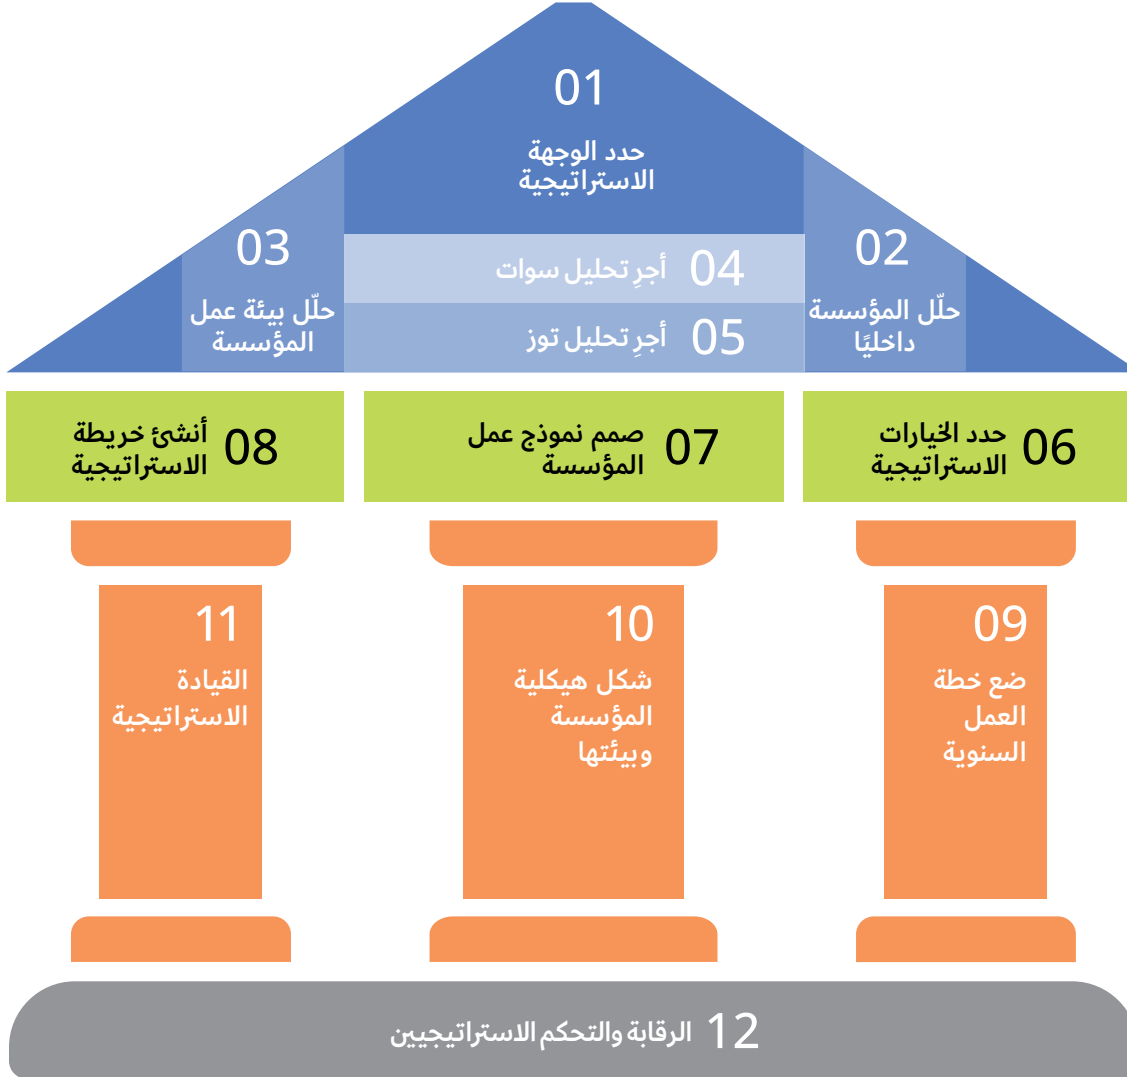 01
حدد الوجهة
الاستراتيجية
02
حلّل المؤسسة
داخليًا
03
حلّل بيئة عمل
المؤسسة
04 أجرِ تحليل سوات
05 أجرِ تحليل توز
06 حدد الخيارات
الاستراتيجية
07 صمم نموذج عمل
المؤسسة
08 أنشئ خريطة
الاستراتيجية
09
ضع خطة
العمل
السنوية
10
شكل هيكلية
المؤسسة
وبيئتها
11
القيادة
الاستراتيجية
12 الرقابة والتحكم الاستراتيجيين